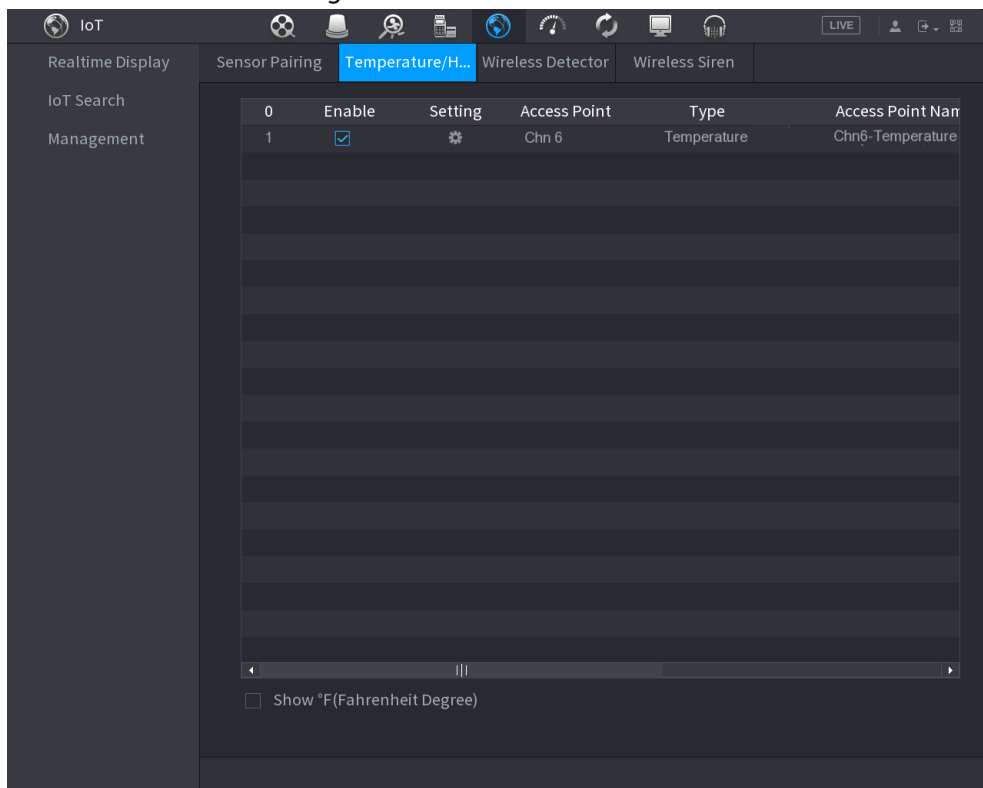 IoT
LIVE
Realtime Display
IoT Search
Management
Sensor Pairing Temperature/H... Wireless Detector Wireless Siren
0 Enable Setting Access Point Type Access Point Nam
1 Chn 6 Temperature Chn6-Temperature
Show °F(Fahrenheit Degree)